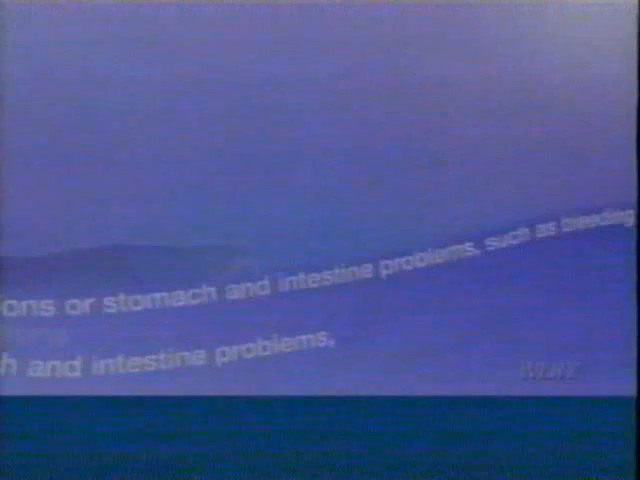 ons or stomach and intestine problems, such as bleeding
h and intestine problems,